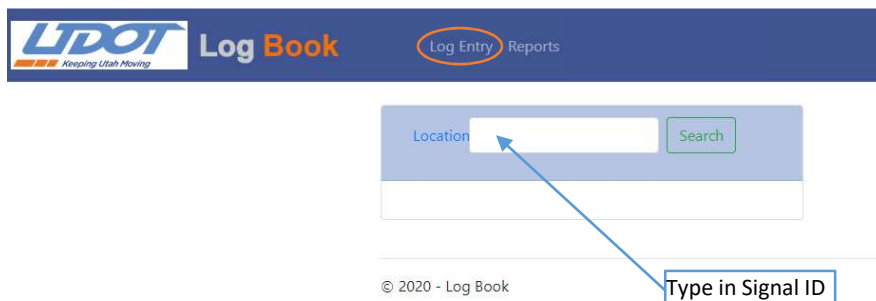 UDOT
Keeping Utah Moving
Log Book
Log Entry Reports
Location Search
© 2020 - Log Book
Type in Signal ID